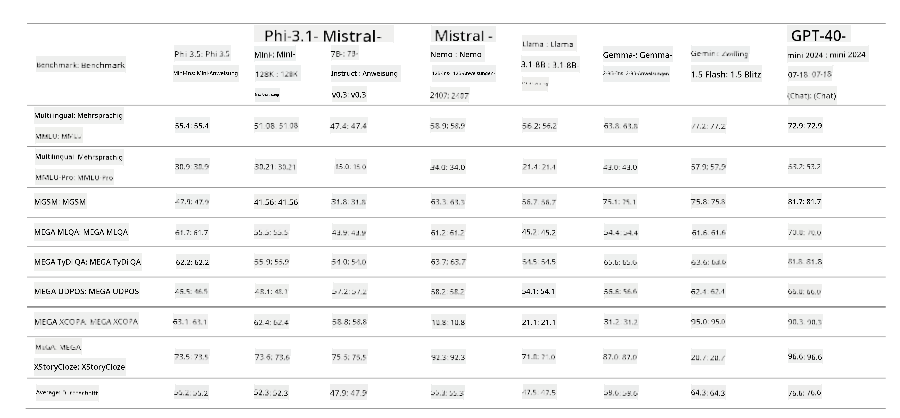 Phi-3.1- Mistral- Mistral - GPT-40-
Benchmark: Benchmark Phi 3.5: Phi 3.5 Mini-: Mini- 7B-: 7B- Nemo : Nemo Llama : Llama Gemma-: Gemma- mini 2024 : mini 2024
Mini-Ins: Mini-Anweisung 128K : 128K Instruct : Anweisung 3.1 8B : 3.1 8B 1.5 Flash: 1.5 Blitz 07-18 07-18
v0.3: v0.3 2407: 2407 (Chat): (Chat)
Multilingual: Mehrsprachig
MMLU: MMLU
55.4: 55.4 51.08: 51.08 47.4: 47.4 58.9: 58.9 56.2: 56.2 63.8: 63.8 77.2: 77.2 72.9: 72.9
Multilingual Mehrsprachig
MMLU-Pro: MMLU-Pro
30.9: 30.9 30.21: 30.21 15.0: 15.0 34.0: 34.0 21.4: 21.4 43.0: 43.0 57.9: 57.9 53.2: 53.2
MGSM: MGSM 47.9: 47.9 41.56: 41.56 31.8: 31.8 63.3: 63.3 56.7: 56.7 75.1: 75.1 75.8: 75.8 81.7: 81.7
MEGA MLQA: MEGA MLQA 61.7: 61.7 55.5: 55.5 43.9: 43.9 61.2: 61.2 45.2: 45.2 54.4: 54.4 61.6: 61.6 70.0: 70.0
MEGA TyDi QA: MEGA TyDi QA 62.2: 62.2 55.9: 55.9 54.0: 54.0 63.7: 63.7 54.5: 54.5 65.6: 65.6 63.6: 63.6 81.8: 81.8
MEGA UDPOS: MEGA UDPOS 46.5: 46.5 48.1: 48.1 57.2: 57.2 58.2: 58.2 54.1: 54.1 56.6: 56.6 62.4: 62.4 66.0: 66.0
MEGA XCOPA: MEGA XCOPA 63.1: 63.1 62.4: 62.4 58.8: 58.8 10.8: 10.8 21.1: 21.1 31.2: 31.2 95.0: 95.0 90.3: 90.3
MEGA: MEGA
XStoryCloze: XStoryCloze
73.5: 73.5 73.6: 73.6 75.5: 75.5 92.3: 92.3 71.8: 71.0 87.0: 87.0 20.7: 20.7 96.6: 96.6
Average: 55.2: 55.2 52.3: 52.3 47.9: 47.9 55.3: 55.3 47.5: 47.5 59.6: 59.6 64.3: 64.3 76.6: 76.6